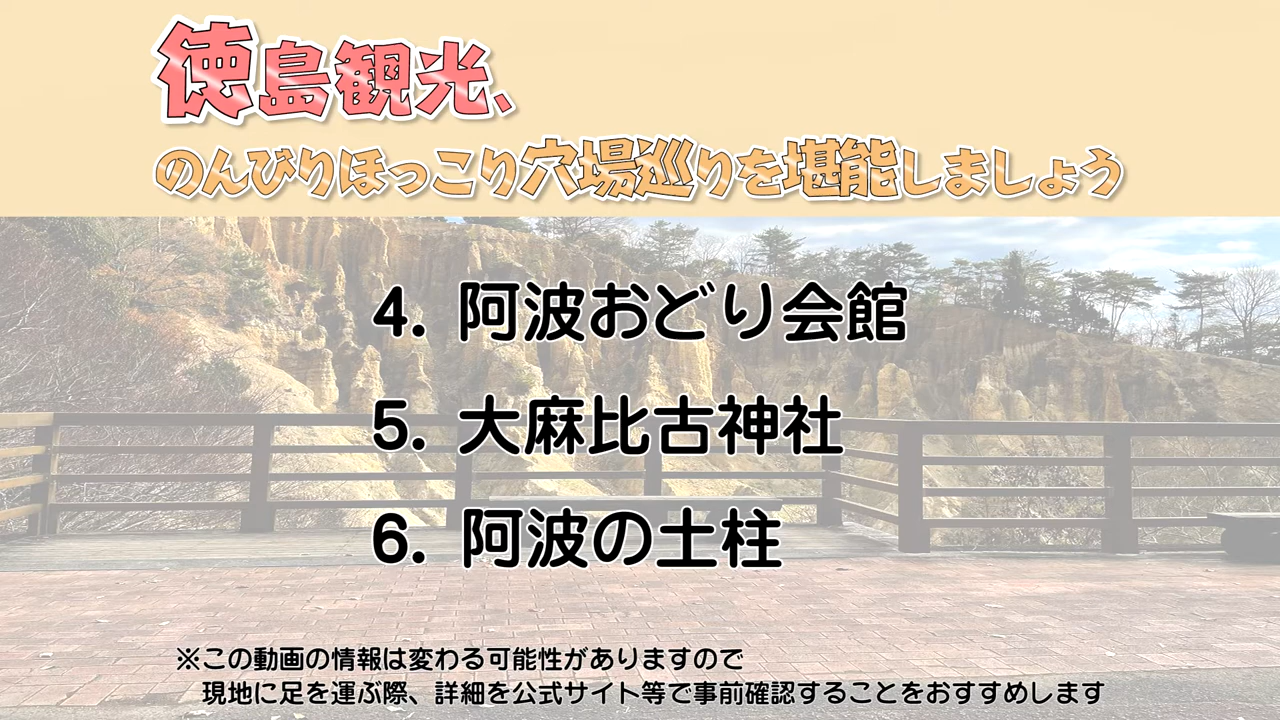 徳島観光、
のんびりほっこり穴場巡りを堪能しましょう
4. 阿波おどり会館
5. 大麻比古神社
6. 阿波の土柱
※この動画の情報は変わる可能性がありますので
現地に足を運ぶ際、詳細を公式サイト等で事前確認することをおすすめします